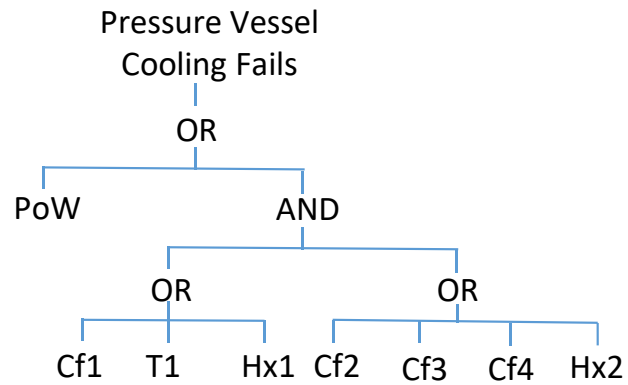 Pressure Vessel
Cooling Fails
OR
PoW AND
OR OR
Cf1 T1 Hx1 Cf2 Cf3 Cf4 Hx2